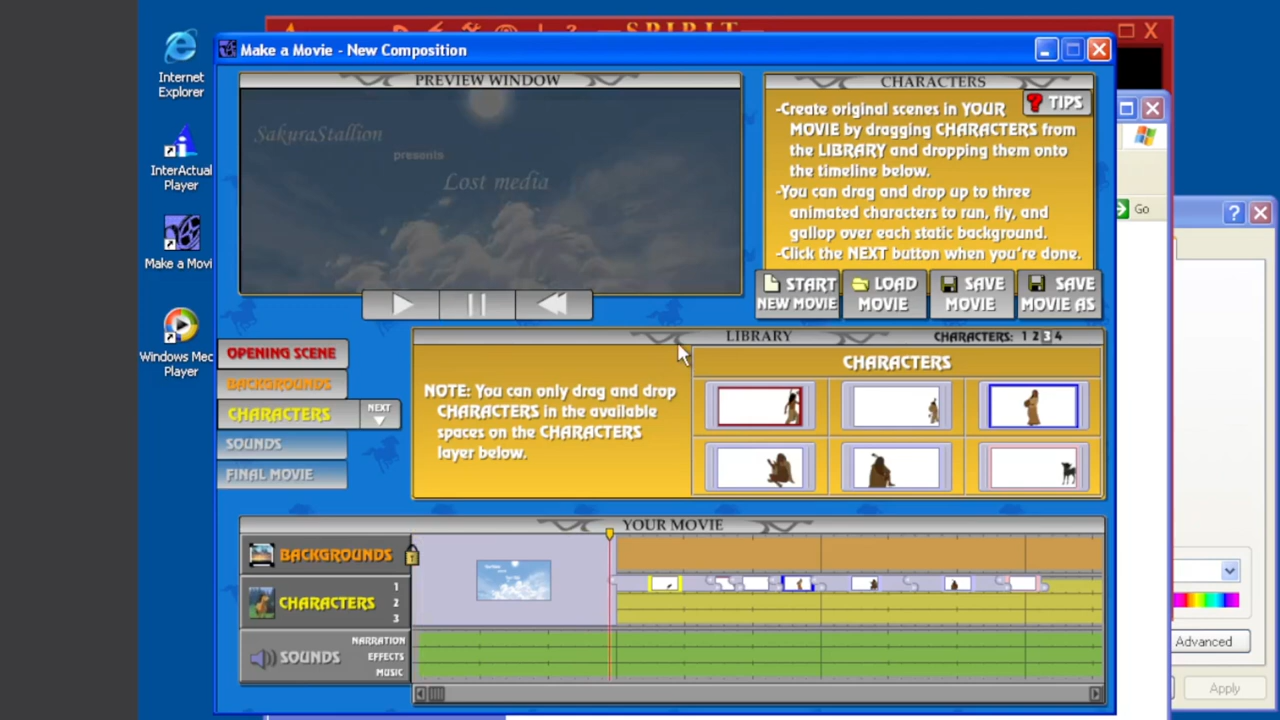 SPIRIT
Internet
Explorer
InterActual
Player
Make a Movi
Windows Mec
Player
Make a Movie - New Composition
PREVIEW WINDOW
SakuraStallion
presents
Lost media
CHARACTERS
TIPS
-Create original scenes in YOUR
MOVIE by dragging CHARACTERS from
the LIBRARY and dropping them onto
the timeline below.
-You can drag and drop up to three
animated characters to run, fly, and
gallop over each static background.
-Click the NEXT button when you're done.
START
NEW MOVIE
LOAD
MOVIE
SAVE
MOVIE
SAVE
MOVIE AS
Go
OPENING SCENE
BACKGROUNDS
CHARACTERS
NEXT
SOUNDS
FINAL MOVIE
LIBRARY
CHARACTERS: 1 2 3 4
CHARACTERS
NOTE: You can only drag and drop
CHARACTERS in the available
spaces on the CHARACTERS
layer below.
YOUR MOVIE
BACKGROUNDS
CHARACTERS
1
2
3
SOUNDS
NARRATION
EFFECTS
MUSIC
Advanced
Apply